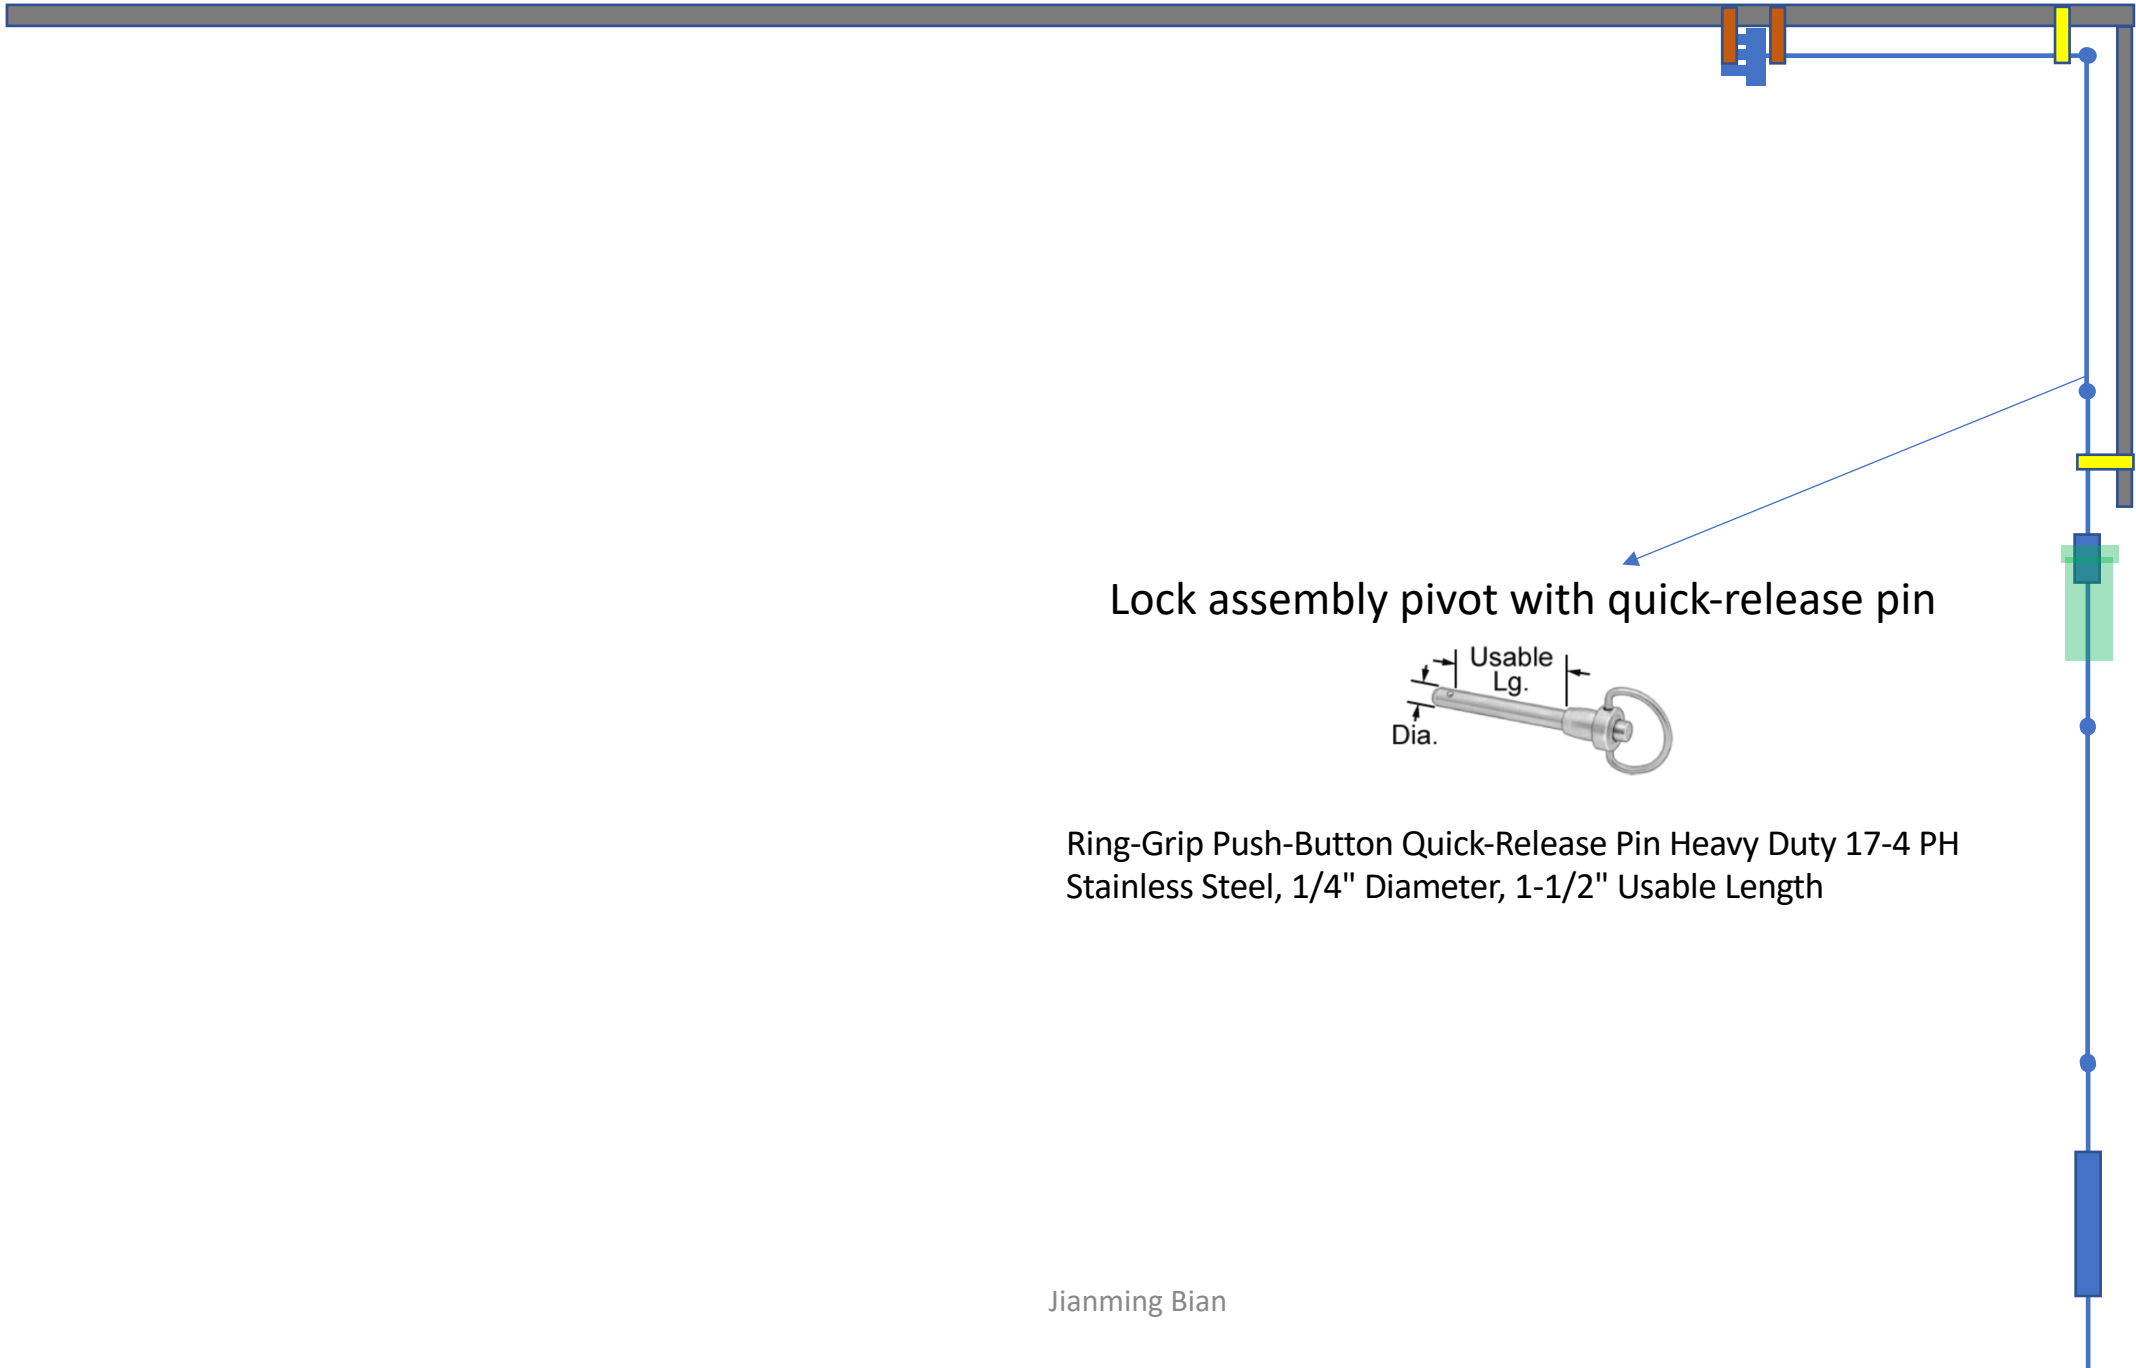 Lock assembly pivot with quick-release pin
Usable
Lg.
Dia.
Ring-Grip Push-Button Quick-Release Pin Heavy Duty 17-4 PH
Stainless Steel, 1/4" Diameter, 1-1/2" Usable Length
Jianming Bian